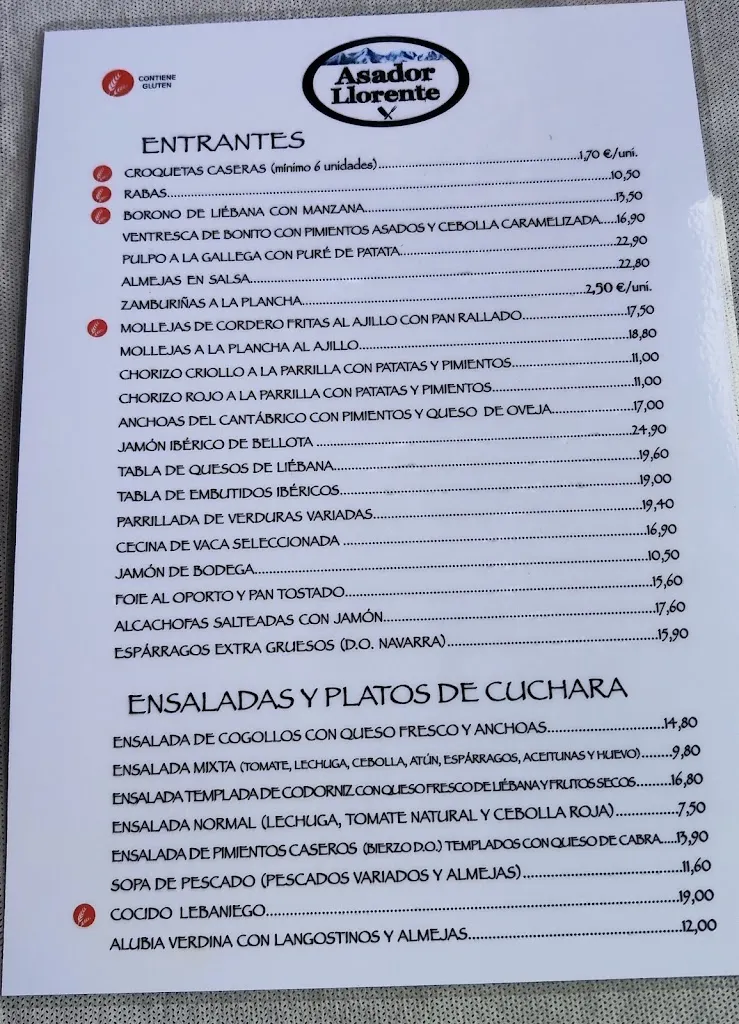 CONTIENE
GLUTEN
Asador
Llorente
ENTRANTES
CROQUETAS CASERAS (mínimo 6 unidades)....1,70 €/uni.
RABAS....10,50
BORONO DE LIÉBANA CON MANZANA....13,50
VENTRESCA DE BONITO CON PIMIENTOS ASADOS Y CEBOLLA CARAMELIZADA....16,90
PULPO A LA GALLEGA CON PURÉ DE PATATA....22,90
ALMEJAS EN SALSA....22,80
ZAMBURIÑAS A LA PLANCHA....2,50 €/uni.
MOLLEJAS DE CORDERO FRITAS AL AJILLO CON PAN RALLADO....17,50
MOLLEJAS A LA PLANCHA AL AJILLO....18,80
CHORIZO CRIOLLO A LA PARRILLA CON PATATAS Y PIMIENTOS....11,00
CHORIZO ROJO A LA PARRILLA CON PATATAS Y PIMIENTOS....11,00
ANCHOAS DEL CANTÁBRICO CON PIMIENTOS Y QUESO DE OVEJA....17,00
JAMÓN IBÉRICO DE BELLOTA ....24,90
TABLA DE QUESOS DE LIÉBANA....19,60
TABLA DE EMBUTIDOS IBÉRICOS....19,00
PARRILLADA DE VERDURAS VARIADAS....19,40
CECINA DE VACA SELECCIONADA ....16,90
JAMÓN DE BODEGA....10,50
FOIE AL OPORTO Y PAN TOSTADO....15,60
ALCACHOFAS SALTEADAS CON JAMÓN....17,60
ESPÁRRAGOS EXTRA GRUESOS (D.O. NAVARRA)....15,90
ENSALADAS Y PLATOS DE CUCHARA
ENSALADA DE COGOLLOS CON QUESO FRESCO Y ANCHOAS....14,80
ENSALADA MIXTA (TOMATE, LECHUGA, CEBOLLA, ATÚN, ESPÁRRAGOS, ACEITUNAS Y HUEVO)....9,80
ENSALADA TEMPLADA DE CODORNIZ CON QUESO FRESCO DE LIÉBANA Y FRUTOS SECOS....16,80
ENSALADA NORMAL (LECHUGA, TOMATE NATURAL Y CEBOLLA ROJA)....7,50
ENSALADA DE PIMIENTOS CASEROS (BIERZO D.O.) TEMPLADOS CON QUESO DE CABRA....13,90
SOPA DE PESCADO (PESCADOS VARIADOS Y ALMEJAS)....11,60
COCIDO LEBANIEGO....19,00
ALUBIA VERDINA CON LANGOSTINOS Y ALMEJAS....12,00